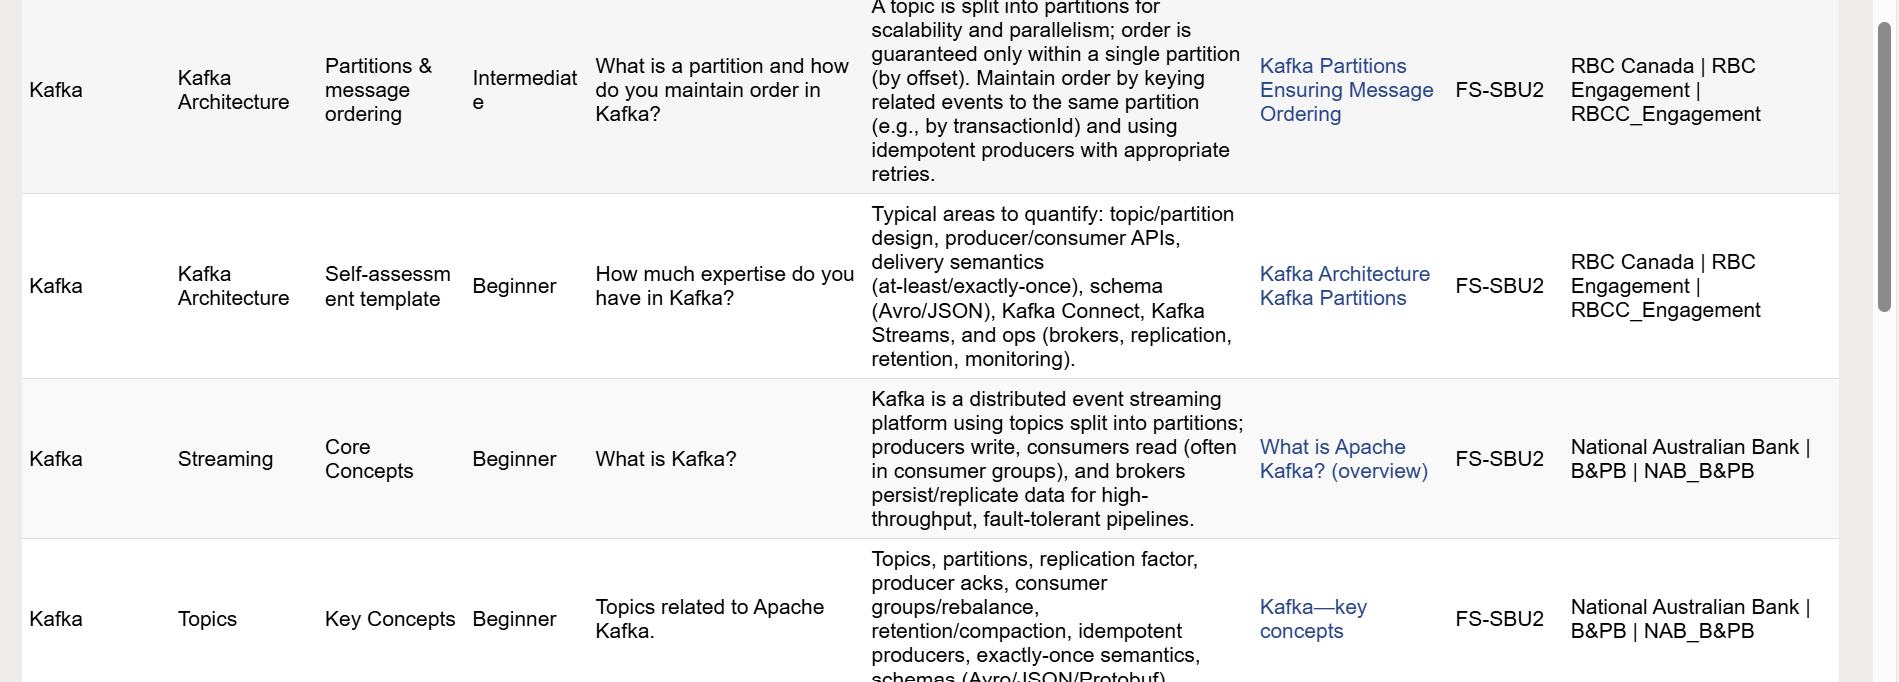 Kafka
Kafka
Architecture
Partitions &
message
ordering
Intermediat
e
What is a partition and how
do you maintain order in
Kafka?
A topic is split into partitions for
scalability and parallelism; order is
guaranteed only within a single partition
(by offset). Maintain order by keying
related events to the same partition
(e.g., by transactionId) and using
idempotent producers with appropriate
retries.
Kafka Partitions
Ensuring Message
Ordering
FS-SBU2
RBC Canada | RBC
Engagement |
RBCC_Engagement
Kafka
Kafka
Architecture
Self-assessm
ent template
Beginner
How much expertise do you
have in Kafka?
Typical areas to quantify: topic/partition
design, producer/consumer APIs,
delivery semantics
(at-least/exactly-once), schema
(Avro/JSON), Kafka Connect, Kafka
Streams, and ops (brokers, replication,
retention, monitoring).
Kafka Architecture
Kafka Partitions
FS-SBU2
RBC Canada | RBC
Engagement |
RBCC_Engagement
Kafka
Streaming
Core
Concepts
Beginner
What is Kafka?
Kafka is a distributed event streaming
platform using topics split into partitions;
producers write, consumers read (often
in consumer groups), and brokers
persist/replicate data for high-
throughput, fault-tolerant pipelines.
What is Apache
Kafka? (overview)
FS-SBU2
National Australian Bank |
B&PB | NAB_B&PB
Kafka
Topics
Key Concepts
Beginner
Topics related to Apache
Kafka.
Topics, partitions, replication factor,
producer acks, consumer
groups/rebalance,
retention/compaction, idempotent
producers, exactly-once semantics,
schemas (Avro/JSON/Protobuf)
Kafka—key
concepts
FS-SBU2
National Australian Bank |
B&PB | NAB_B&PB